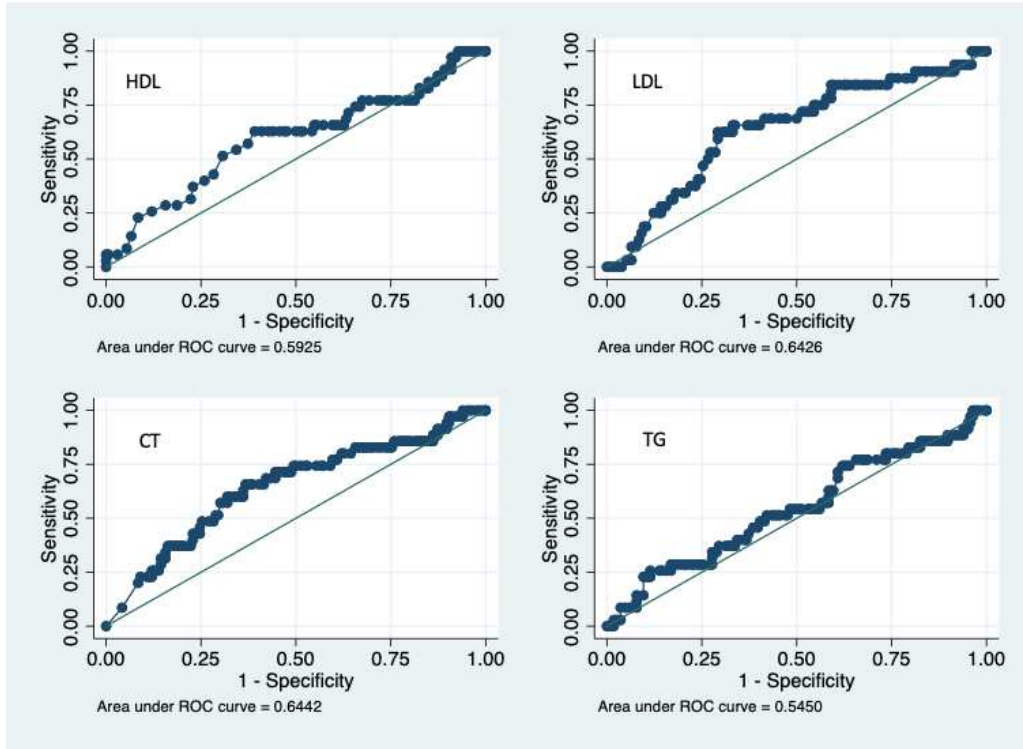 HDL
Sensitivity
1.00
0.75
0.50
0.25
0.00
0.00 0.25 0.50 0.75 1.00
1 - Specificity
Area under ROC curve = 0.5925
LDL
Sensitivity
1.00
0.75
0.50
0.25
0.00
0.00 0.25 0.50 0.75 1.00
1 - Specificity
Area under ROC curve = 0.6426
CT
Sensitivity
1.00
0.75
0.50
0.25
0.00
0.00 0.25 0.50 0.75 1.00
1 - Specificity
Area under ROC curve = 0.6442
TG
Sensitivity
1.00
0.75
0.50
0.25
0.00
0.00 0.25 0.50 0.75 1.00
1 - Specificity
Area under ROC curve = 0.5450